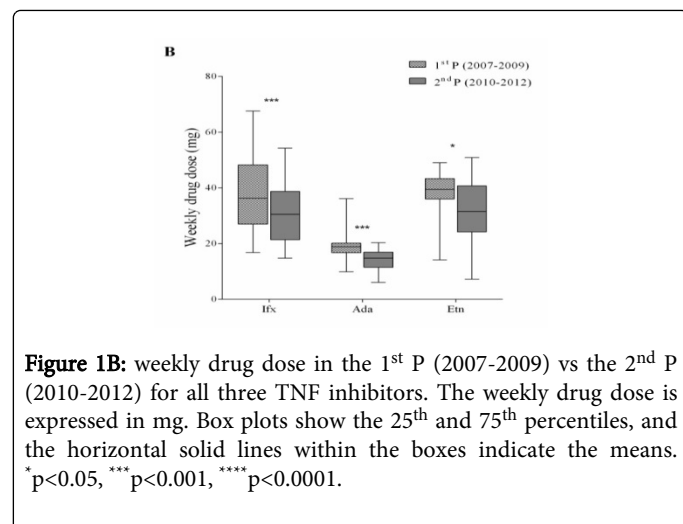 B
1st P (2007-2009)
2nd P (2010-2012)
80
60
40
20
0
Weekly drug dose (mg)
***
***
*
Ifx
Ada
Etn
Figure 1B: weekly drug dose in the 1st P (2007-2009) vs the 2nd P
(2010-2012) for all three TNF inhibitors. The weekly drug dose is
expressed in mg. Box plots show the 25th and 75th percentiles, and
the horizontal solid lines within the boxes indicate the means.
*p<0.05, ***p<0.001, ****p<0.0001.